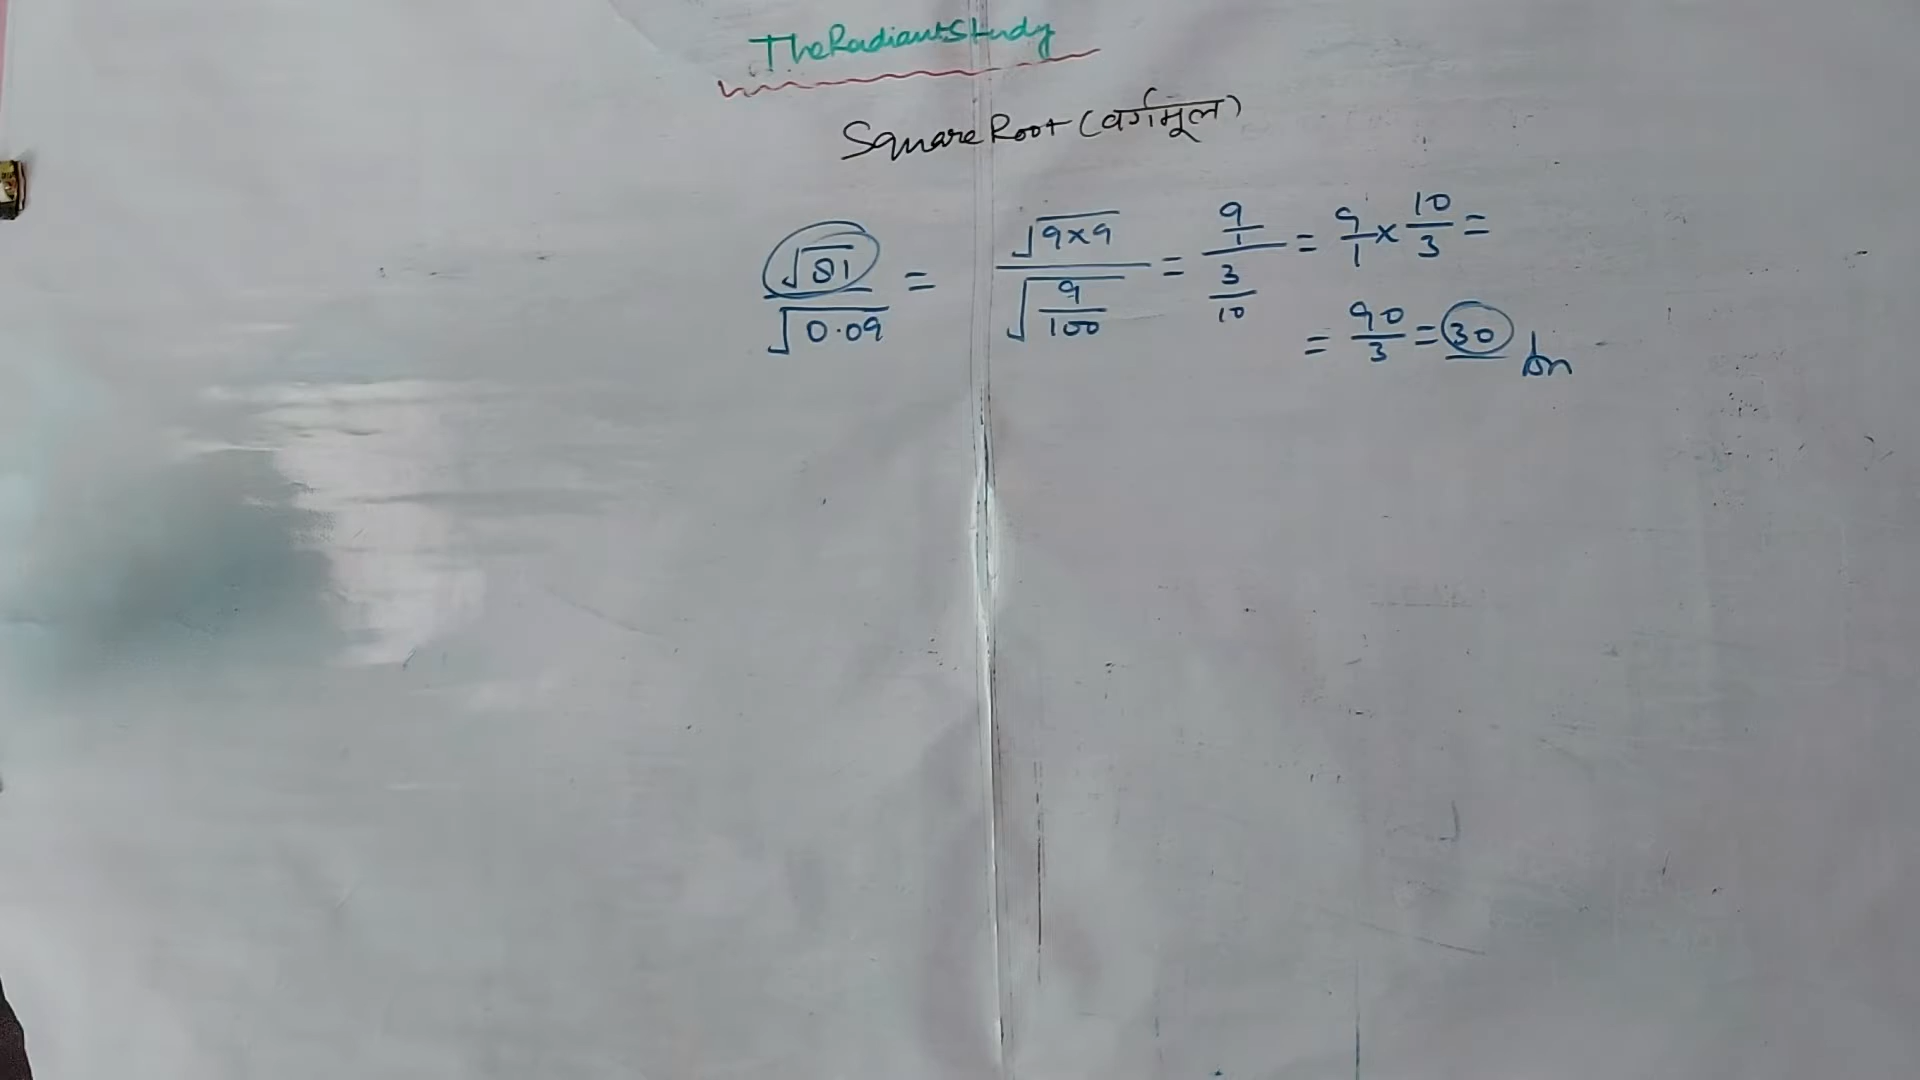 TheRadiantStudy
Square Root (वर्गमूल)
√81 / √0.09 = √9×9 / √(9/100) = (9/1) / (3/10) = 9/1 × 10/3 =
= 90/3 = 30 An